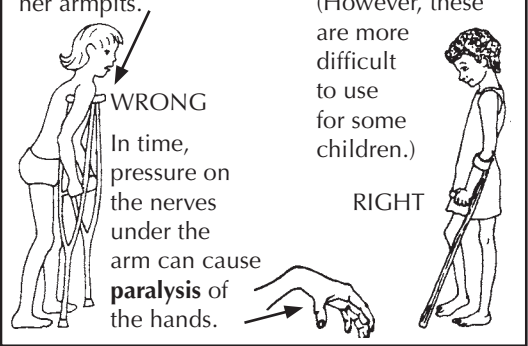 her armpits.
WRONG
In time,
pressure on
the nerves
under the
arm can cause
paralysis of
the hands.
(However, these
are more
difficult
to use
for some
children.)
RIGHT